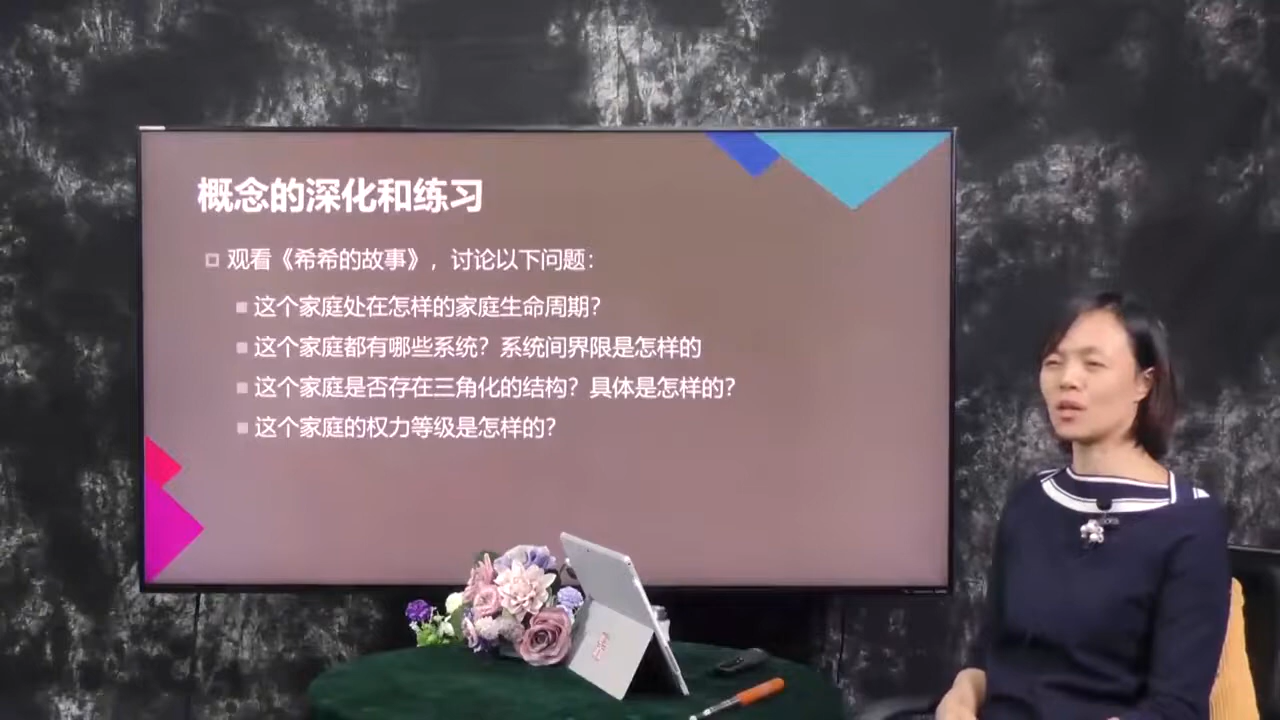 概念的深化和练习
观看《希希的故事》，讨论以下问题：
这个家庭处在怎样的家庭生命周期？
这个家庭都有哪些系统？系统间界限是怎样的
这个家庭是否存在三角化的结构？具体是怎样的？
这个家庭的权力等级是怎样的？